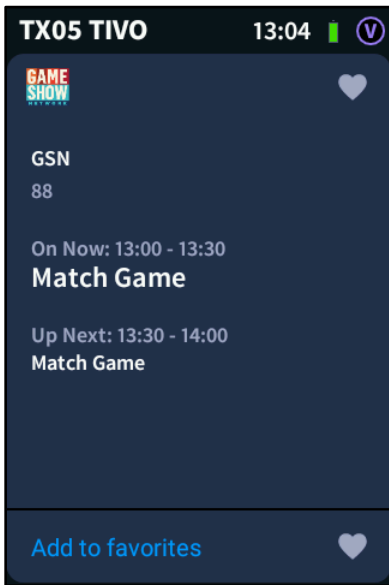 TX05 TIVO 13:04 V
GAME
SHOW
NETWORK
GSN
88
On Now: 13:00 - 13:30
Match Game
Up Next: 13:30 - 14:00
Match Game
Add to favorites